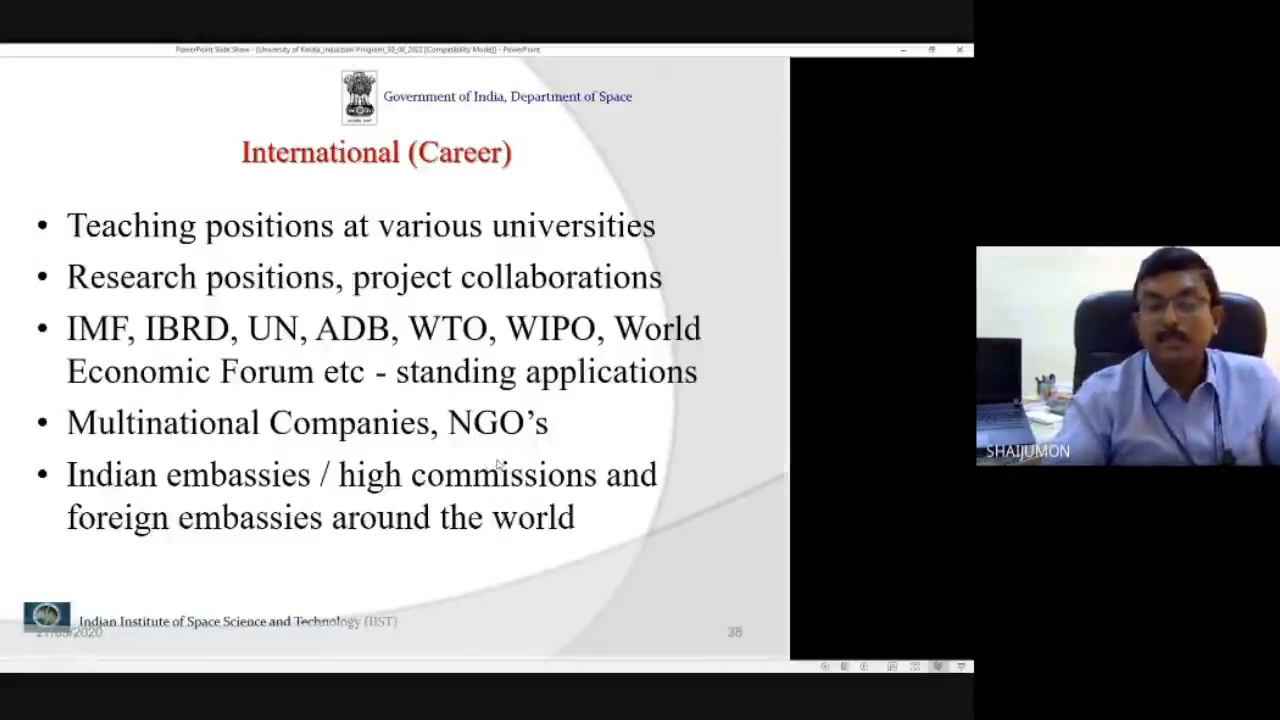 PowerPoint Slide Show - [University of Kerala_Induction Program_30_08_2022 [Compatibility Mode]] - PowerPoint
Government of India, Department of Space
International (Career)
• Teaching positions at various universities
• Research positions, project collaborations
• IMF, IBRD, UN, ADB, WTO, WIPO, World
Economic Forum etc - standing applications
• Multinational Companies, NGO’s
• Indian embassies / high commissions and
foreign embassies around the world
SHAIJUMON
Indian Institute of Space Science and Technology (IIST)
38